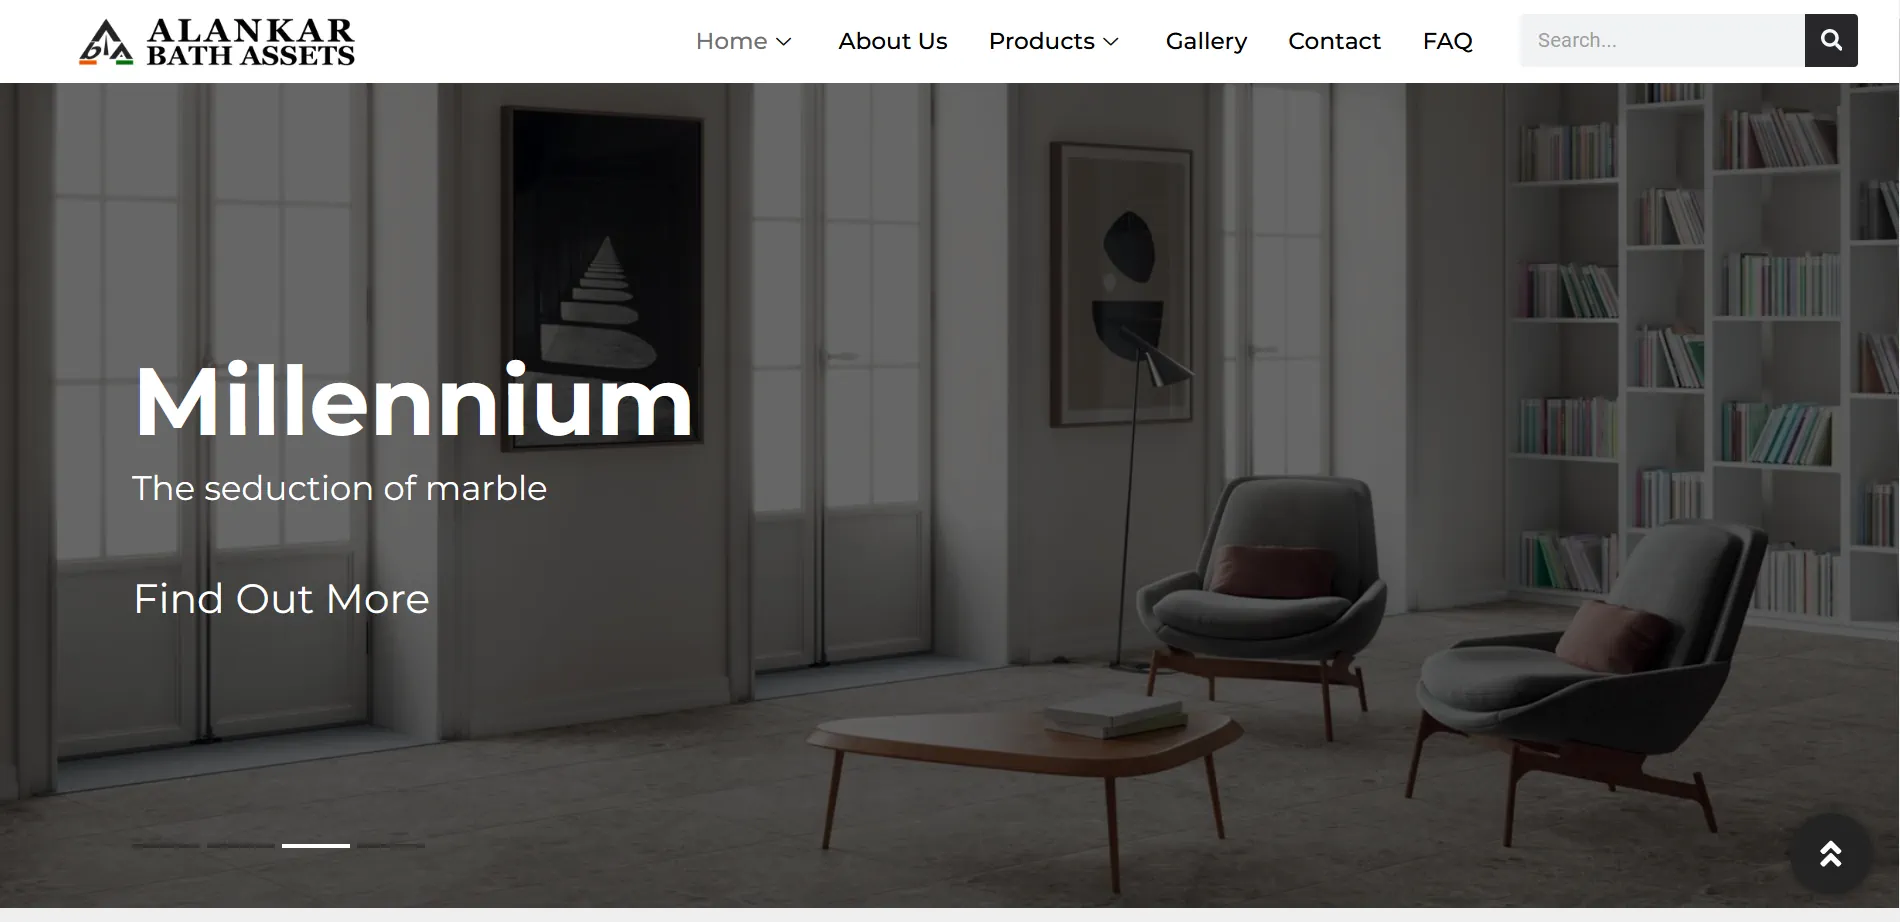 ALANKAR
BATH ASSETS
Home
About Us
Products
Gallery
Contact
FAQ
Search...
Millennium
The seduction of marble
Find Out More